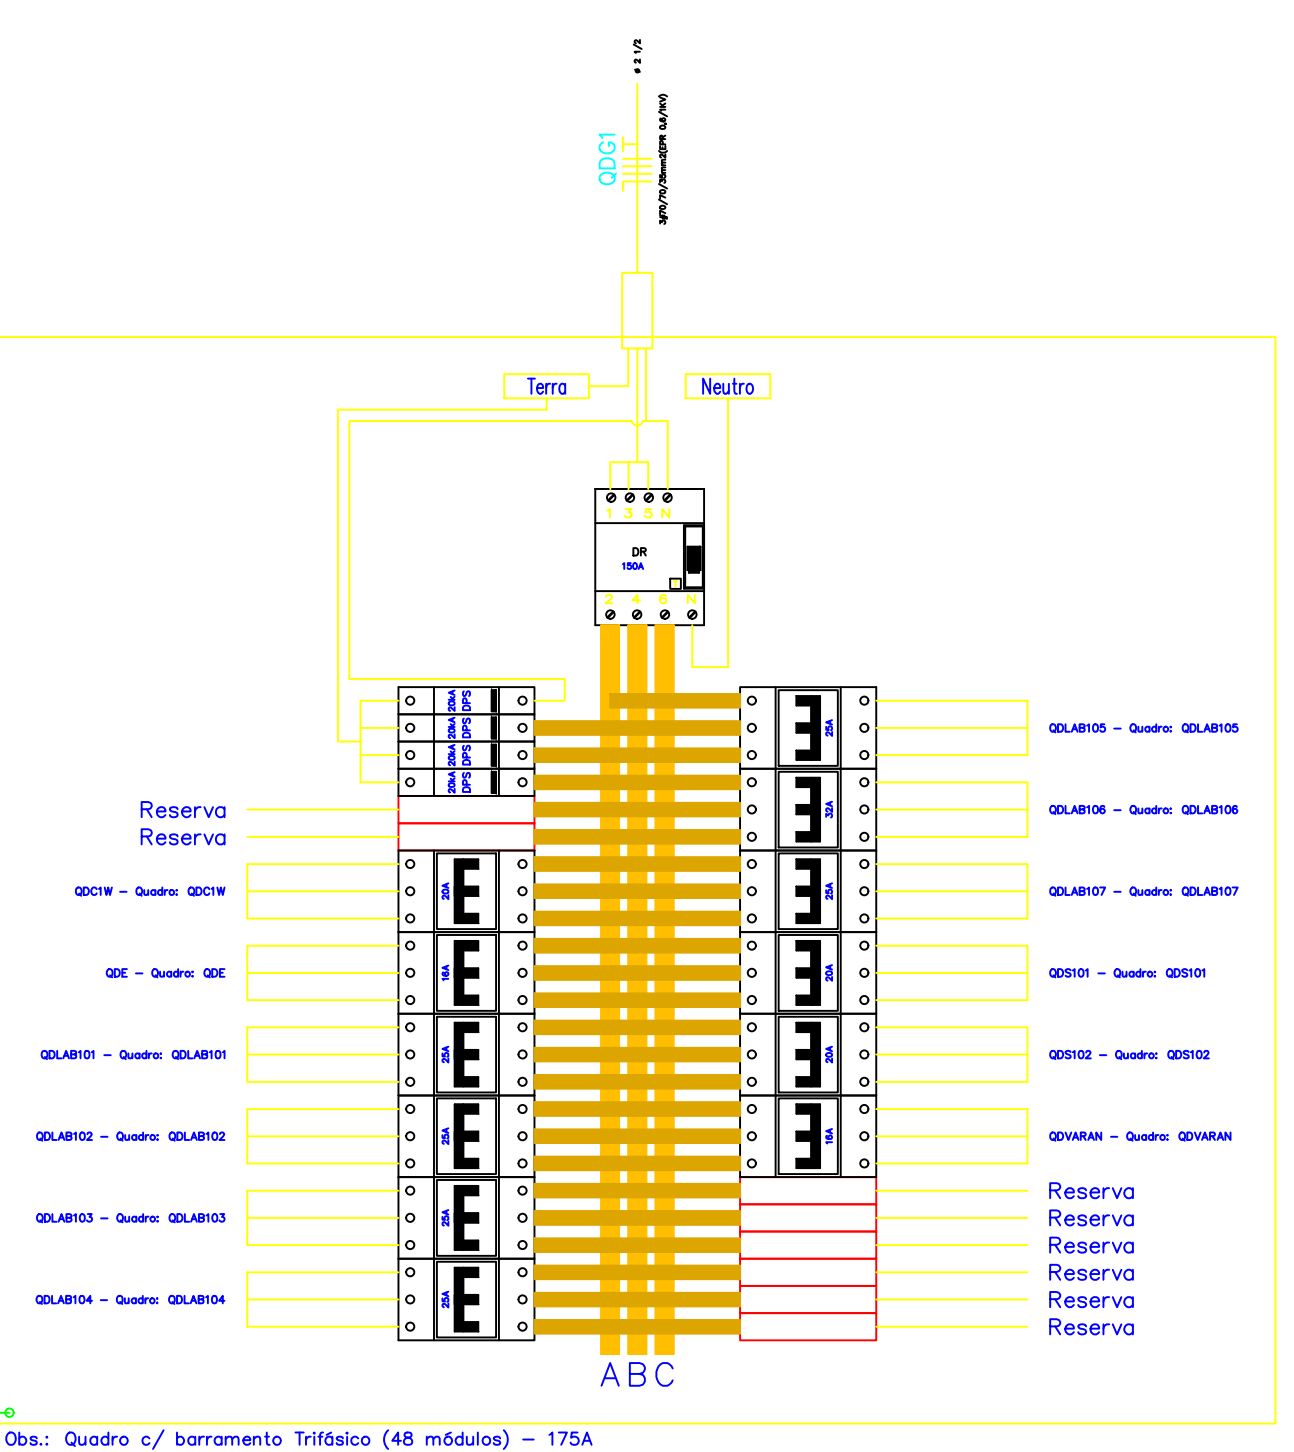 ø 2 1/2
QDG1
3#70/70/35mm2(EPR 0,6/1KV)
Terra
Neutro
1 3 5 N
DR
150A
T
2 4 6 N
20kA
DPS
20kA
DPS
20kA
DPS
20kA
DPS
Reserva
Reserva
QDC1W - Quadro: QDC1W
20A
QDE - Quadro: QDE
16A
QDLAB101 - Quadro: QDLAB101
25A
QDLAB102 - Quadro: QDLAB102
25A
QDLAB103 - Quadro: QDLAB103
25A
QDLAB104 - Quadro: QDLAB104
25A
25A
QDLAB105 - Quadro: QDLAB105
32A
QDLAB106 - Quadro: QDLAB106
25A
QDLAB107 - Quadro: QDLAB107
20A
QDS101 - Quadro: QDS101
20A
QDS102 - Quadro: QDS102
16A
QDVARAN - Quadro: QDVARAN
Reserva
Reserva
Reserva
Reserva
Reserva
Reserva
A B C
Obs.: Quadro c/ barramento Trifásico (48 módulos) - 175A